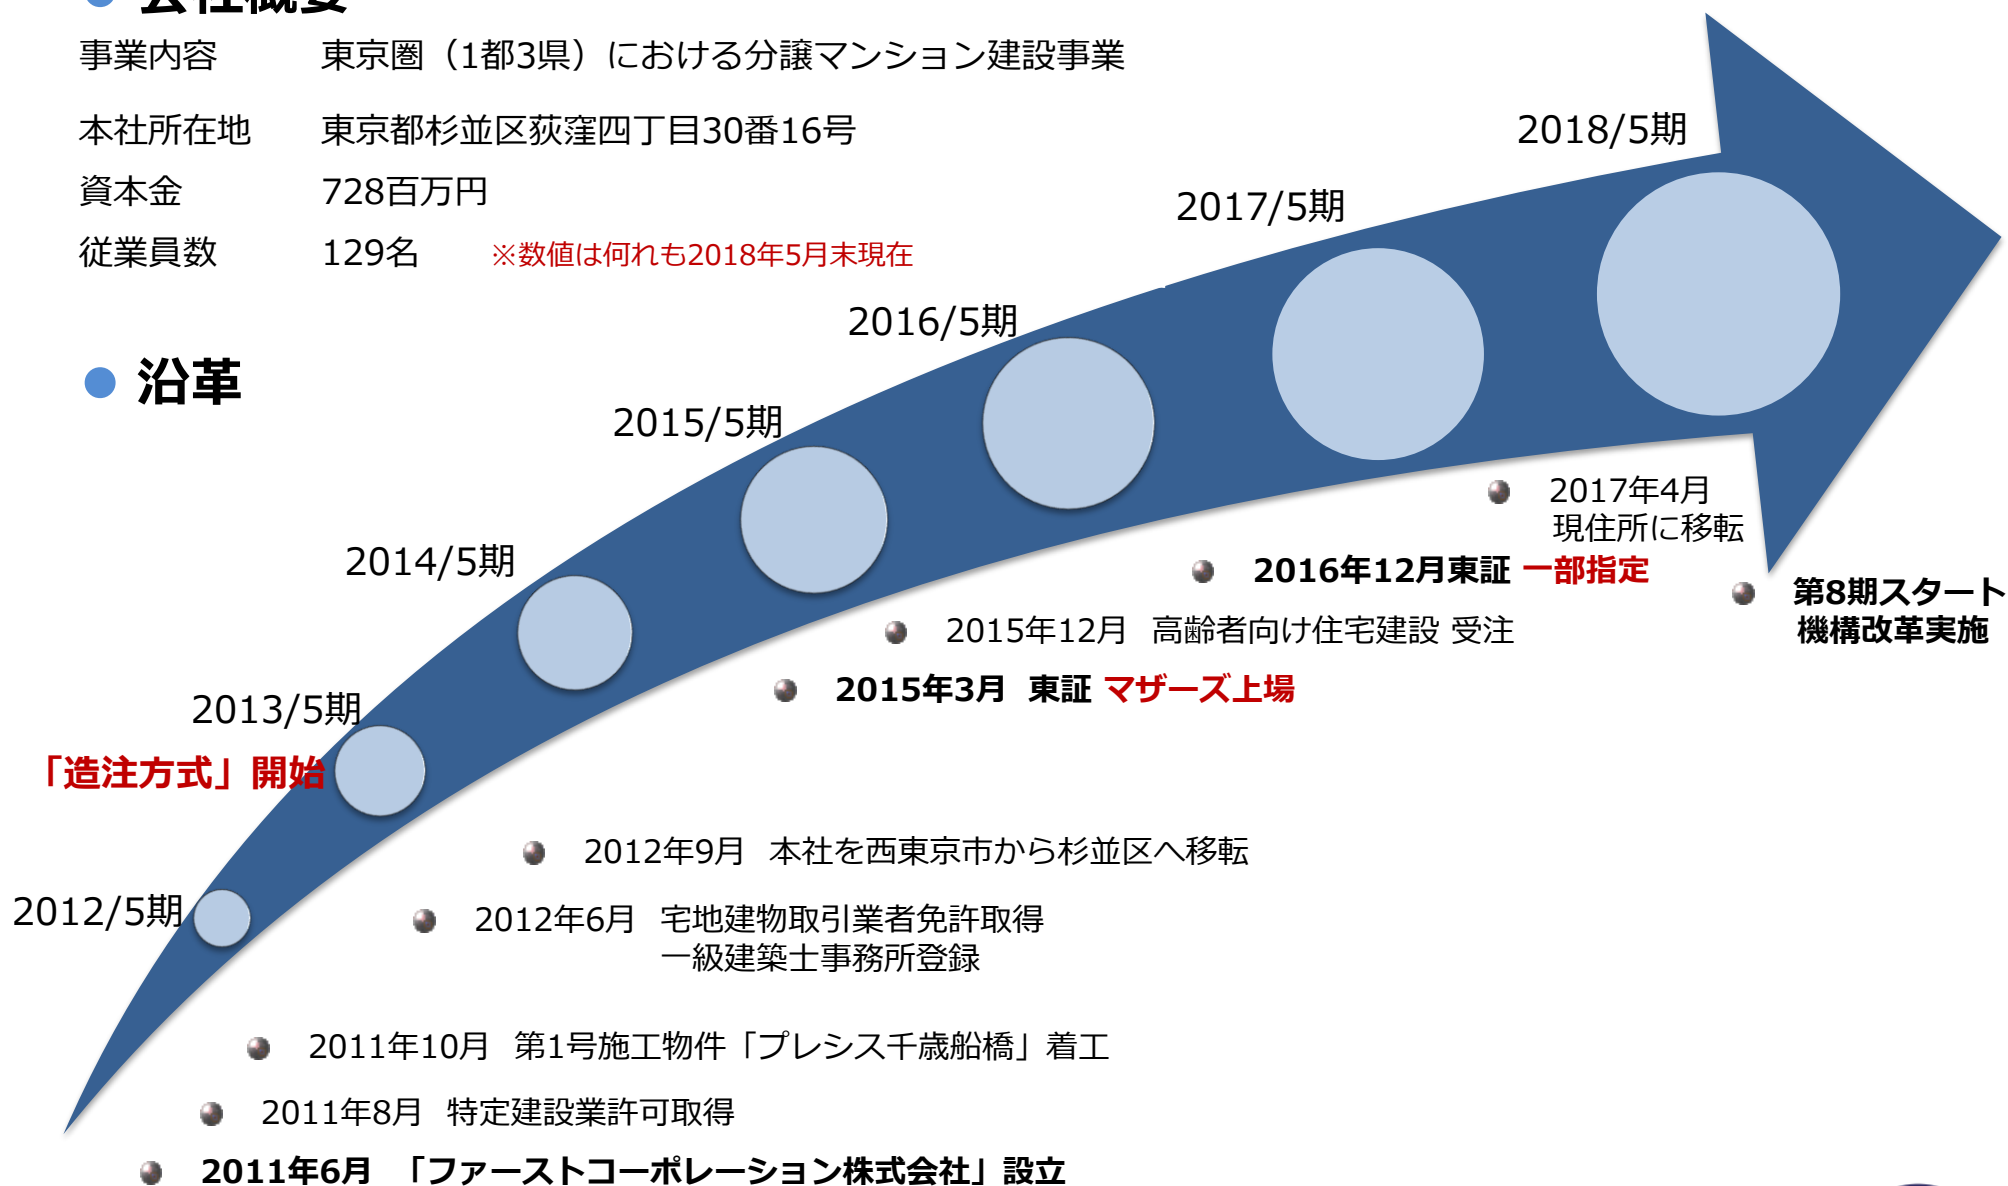 会社概要
事業内容 東京圏（1都3県）における分譲マンション建設事業
本社所在地 東京都杉並区荻窪四丁目30番16号
資本金 728百万円
従業員数 129名 ※数値は何れも2018年5月末現在
沿革
2018/5期
2017/5期
2016/5期
2015/5期
2014/5期
2013/5期
「造注方式」開始
2012/5期
2017年4月
現住所に移転
2016年12月東証 一部指定
第8期スタート
機構改革実施
2015年12月 高齢者向け住宅建設 受注
2015年3月 東証 マザーズ上場
2012年9月 本社を西東京市から杉並区へ移転
2012年6月 宅地建物取引業者免許取得
一級建築士事務所登録
2011年10月 第1号施工物件「プレシス千歳船橋」着工
2011年8月 特定建設業許可取得
2011年6月 「ファーストコーポレーション株式会社」設立